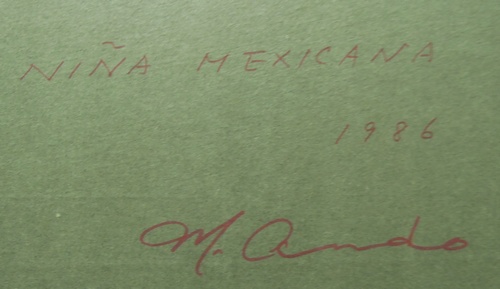 NIÑA MEXICANA
1986
M. Ando